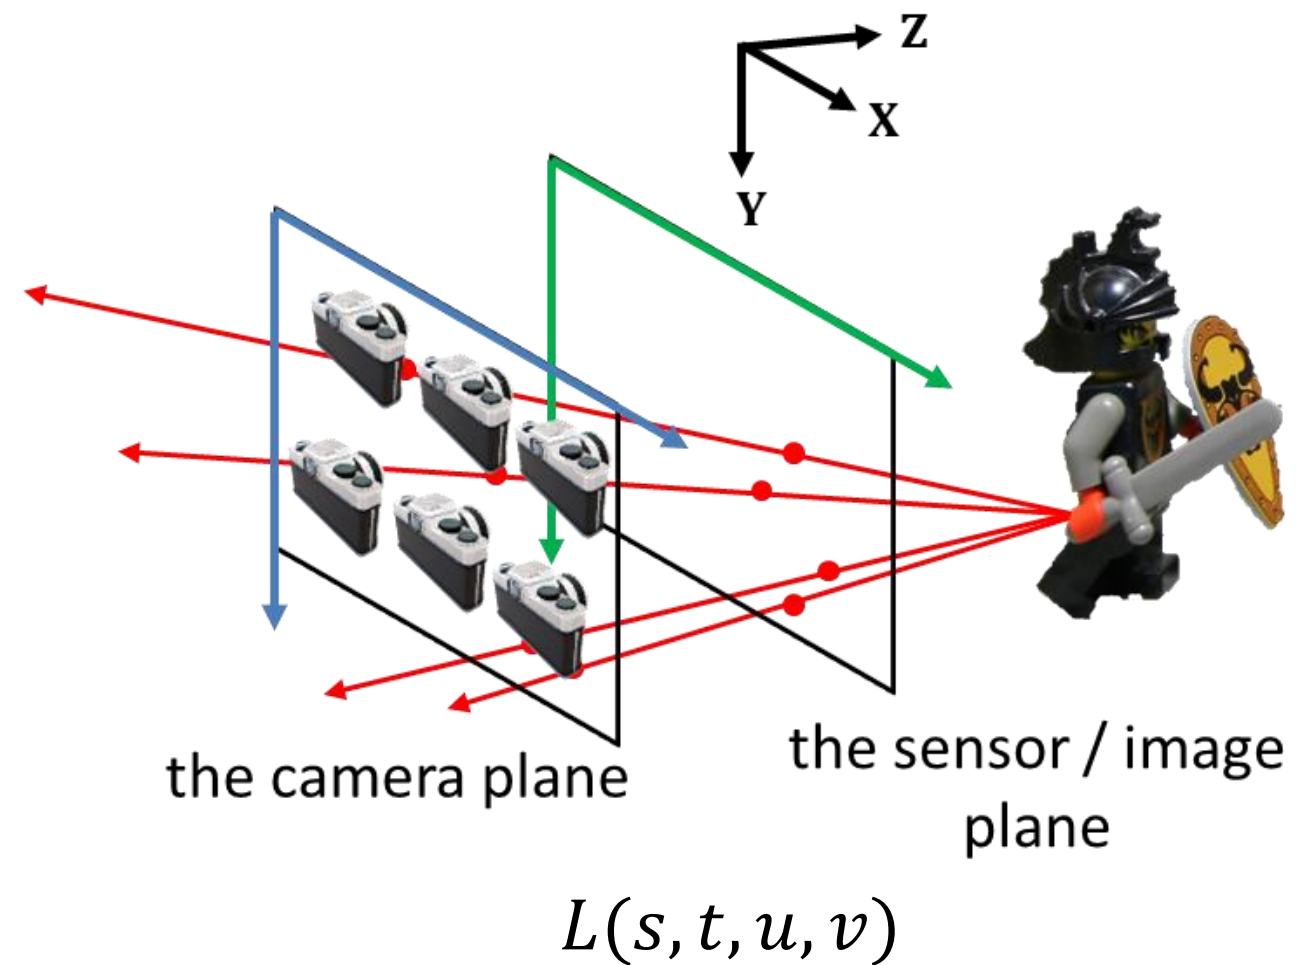 Z
X
Y
the camera plane
the sensor / image
plane
L(s, t, u, v)